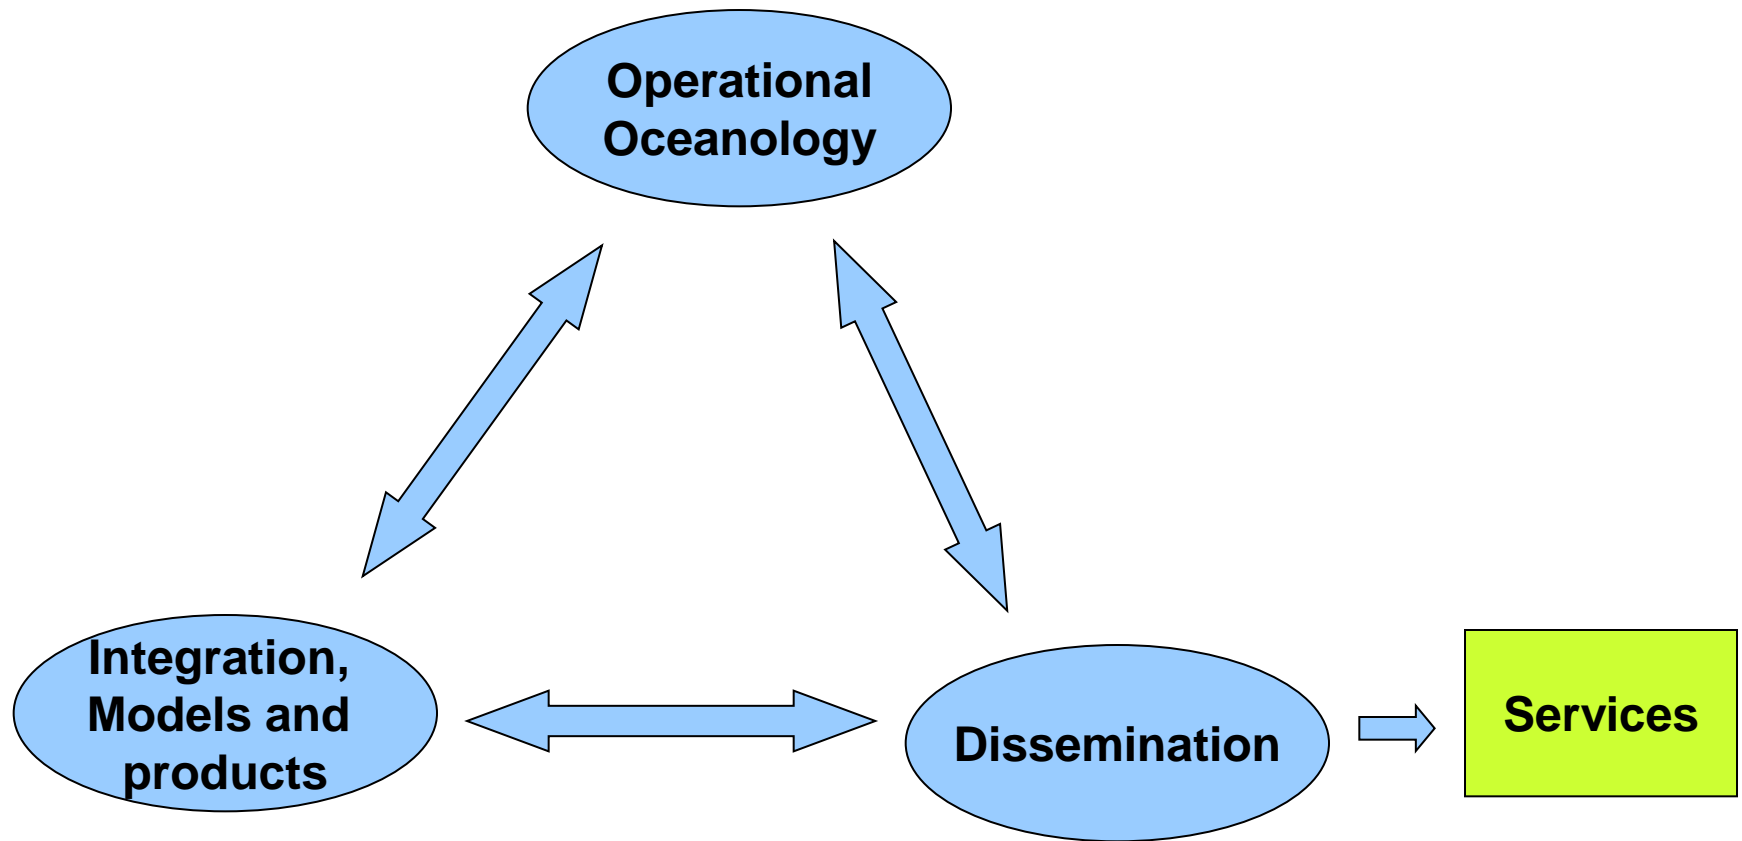 Operational
Oceanology
Integration,
Models and
products
Dissemination
Services